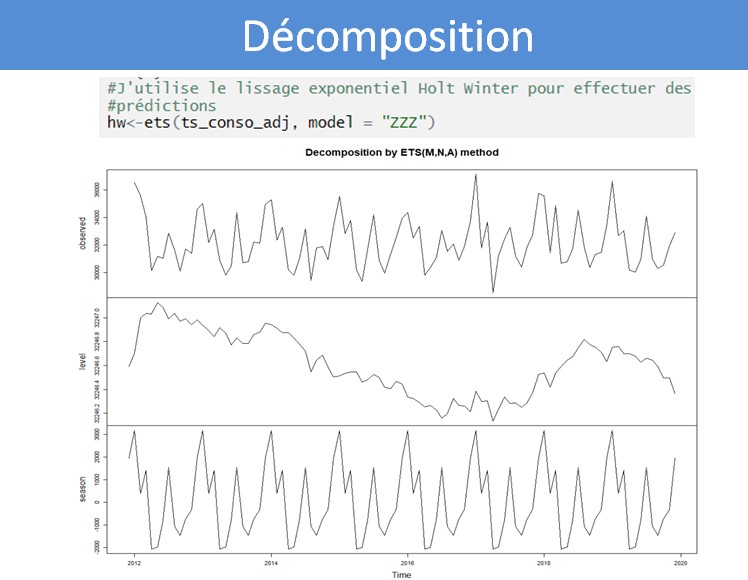 Décomposition
#J'utilise le lissage exponentiel Holt Winter pour effectuer des
#prédictions
hw<-ets(ts_conso_adj, model = "ZZZ")
Decomposition by ETS(M,N,A) method
observed
36000
34000
32000
30000
level
32247.0
32246.8
32246.6
32246.4
32246.2
season
3000
2000
1000
0
-1000
-2000
2012 2014 2016 2018 2020
Time